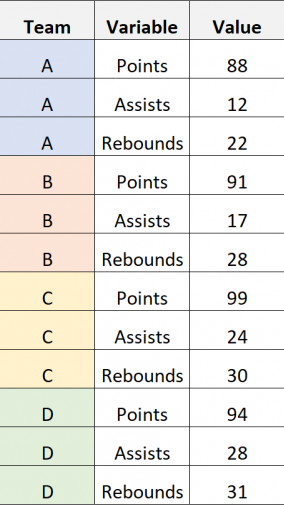 Team Variable Value
A Points 88
A Assists 12
A Rebounds 22
B Points 91
B Assists 17
B Rebounds 28
C Points 99
C Assists 24
C Rebounds 30
D Points 94
D Assists 28
D Rebounds 31